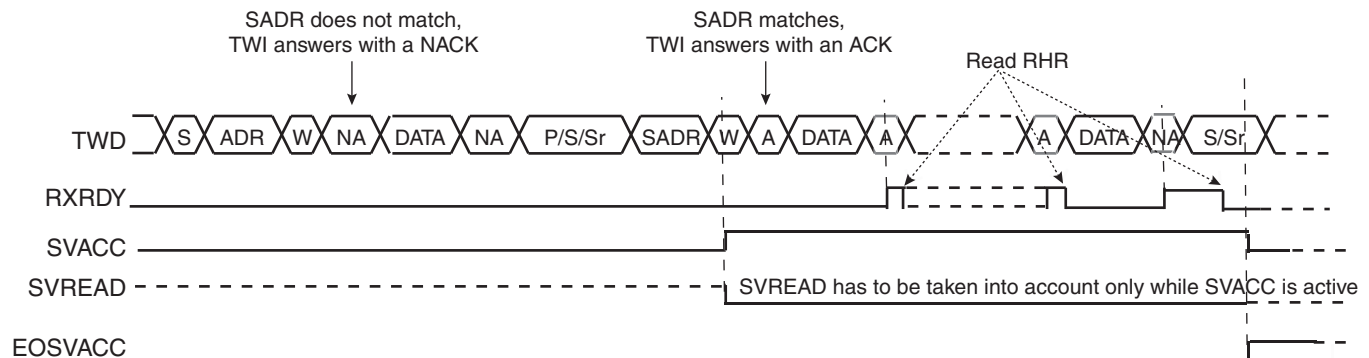 SADR does not match,
TWI answers with a NACK
SADR matches,
TWI answers with an ACK
Read RHR
TWD S ADR W NA DATA NA P/S/Sr SADR W A DATA A A DATA NA S/Sr
RXRDY
SVACC
SVREAD SVREAD has to be taken into account only while SVACC is active
EOSVACC